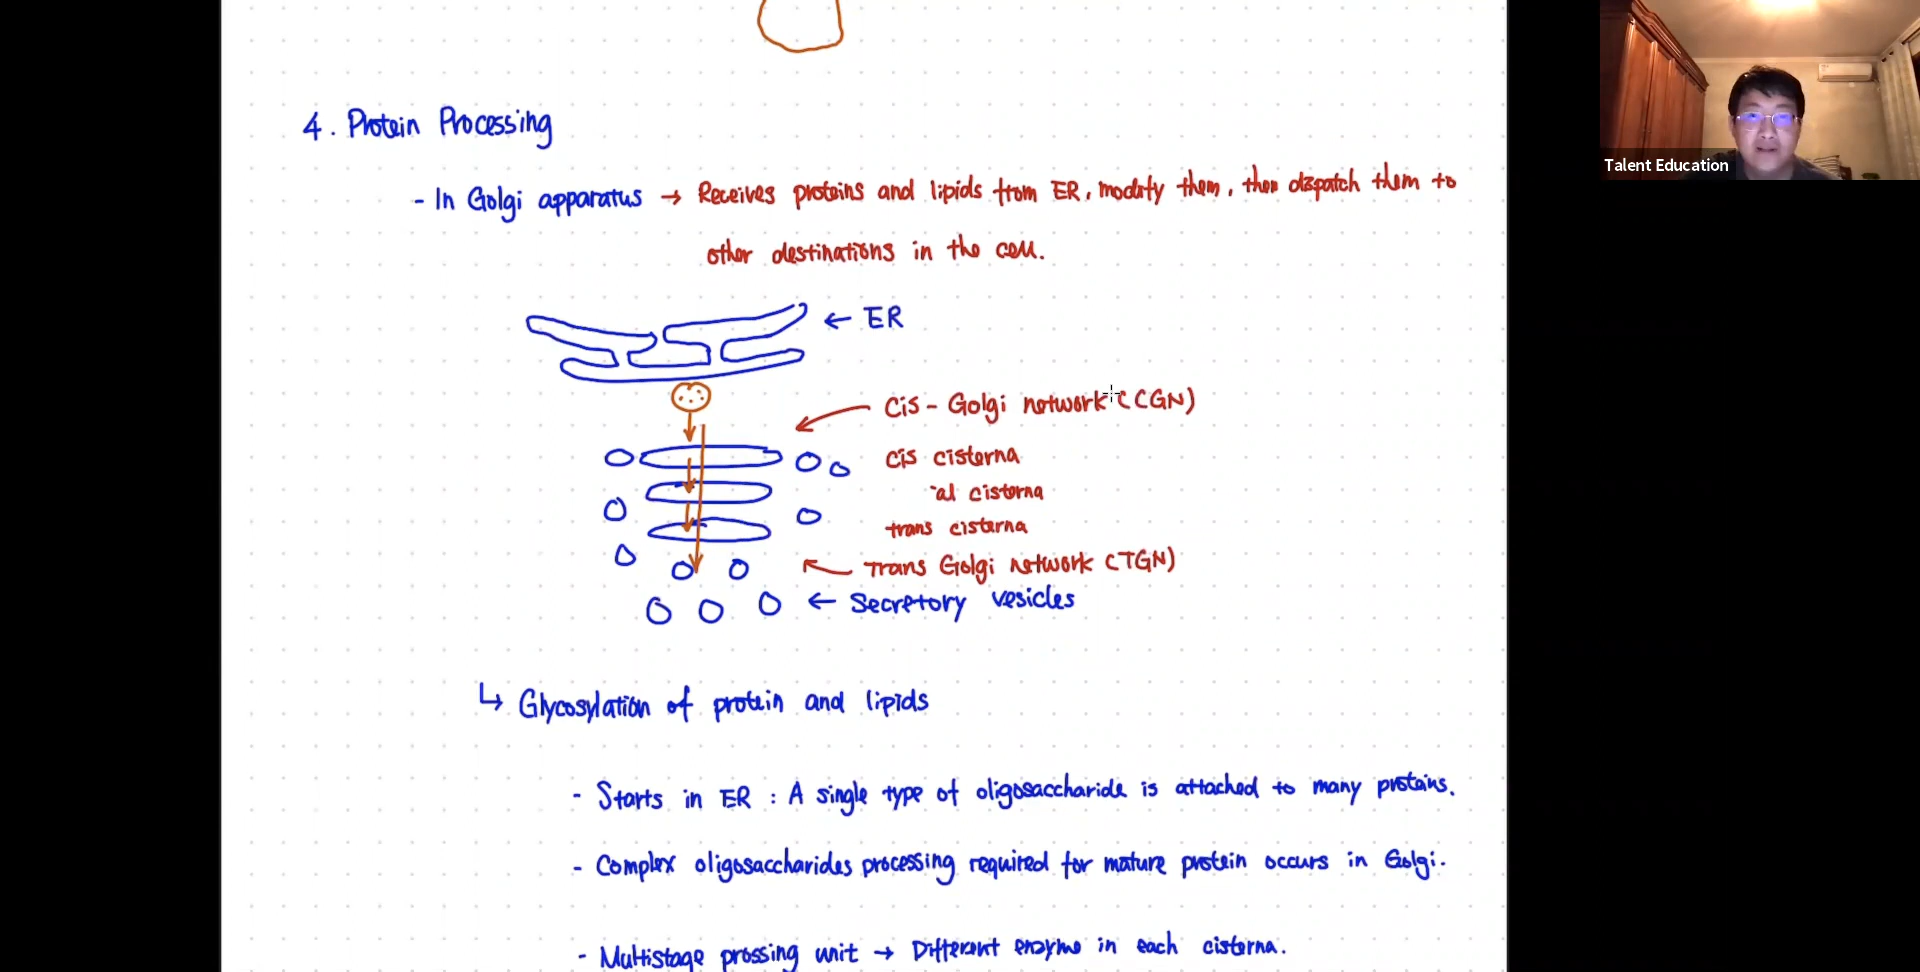 4. Protein Processing
Talent Education
- In Golgi apparatus → Receives proteins and lipids from ER, modify them, then dispatch them to
other destinations in the cell.
← ER
Cis - Golgi network (CGN)
Cis cisterna
al cisterna
trans cisterna
Trans Golgi network (TGN)
← Secretory vesicles
↳ Glycosylation of protein and lipids
- Starts in ER : A single type of oligosaccharide is attached to many proteins.
- Complex oligosaccharides processing required for mature protein occurs in Golgi.
- Multistage prossing unit → Different enzyme in each cisterna.